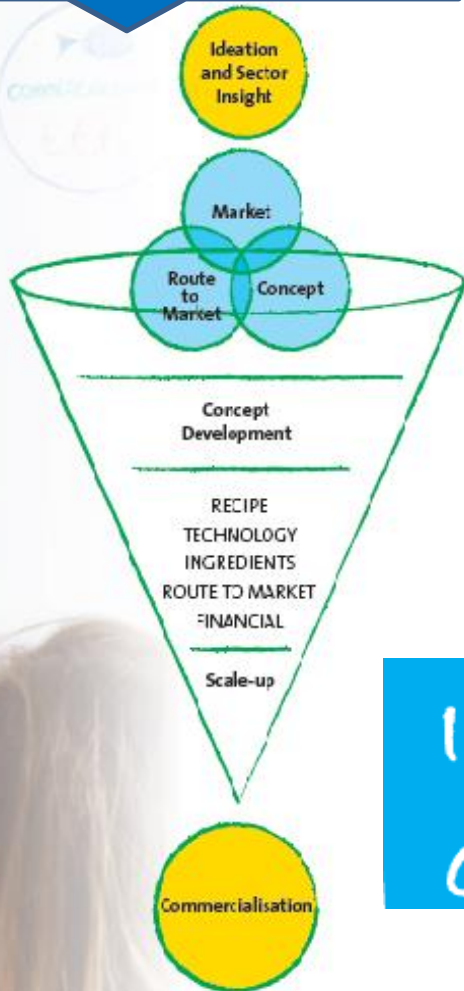 Ideation
and Sector
Insight
Market
Route
to
Market
Concept
Concept
Development
RECIPE
TECHNOLOGY
INGREDIENTS
ROUTE TO MARKET
FINANCIAL
Scale-up
Commercialisation